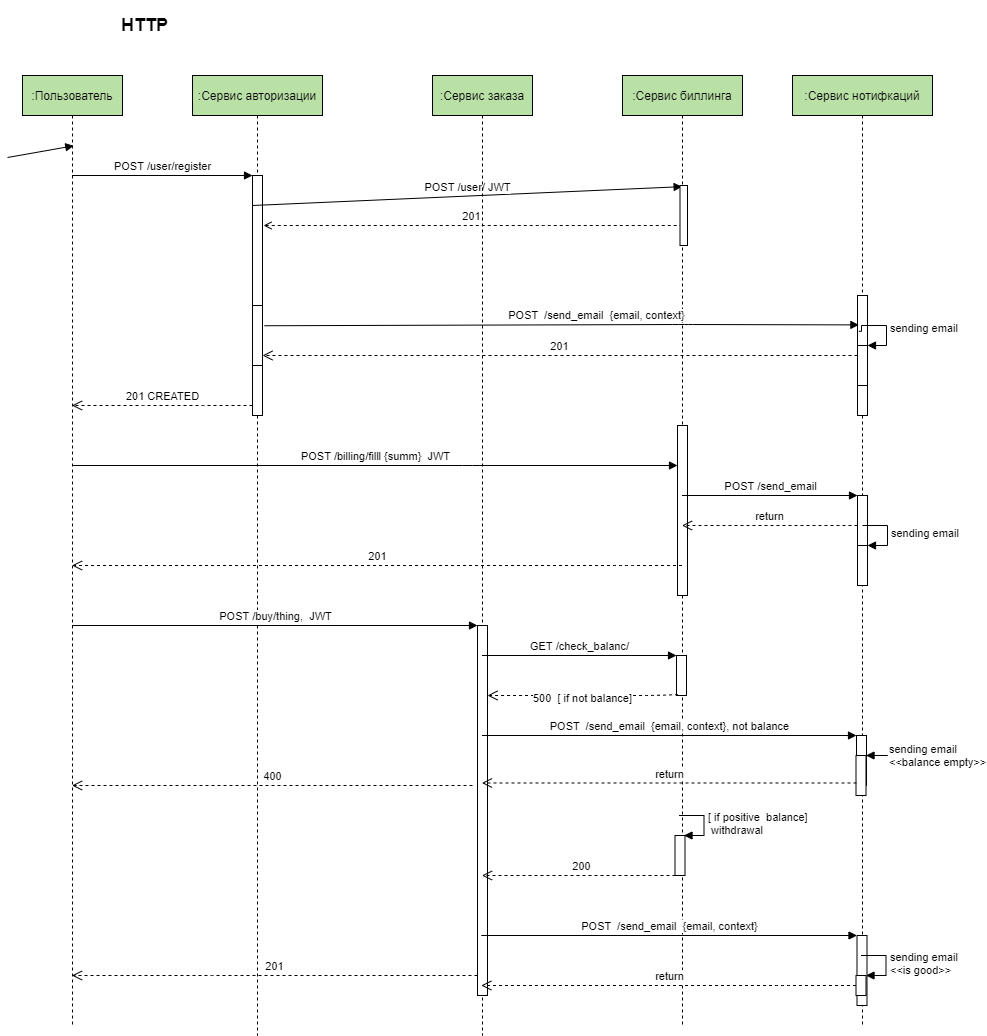 HTTP
:Пользователь
:Сервис авторизации
:Сервис заказа
:Сервис биллинга
:Сервис нотифкаций
POST /user/register
POST /user/ JWT
201
POST /send_email {email, context}
sending email
201
201 CREATED
POST /billing/filll {summ} JWT
POST /send_email
return
sending email
201
POST /buy/thing, JWT
GET /check_balanc/
500 [ if not balance]
POST /send_email {email, context}, not balance
sending email
<<balance empty>>
return
400
[ if positive balance]
withdrawal
200
POST /send_email {email, context}
sending email
<<is good>>
201
return